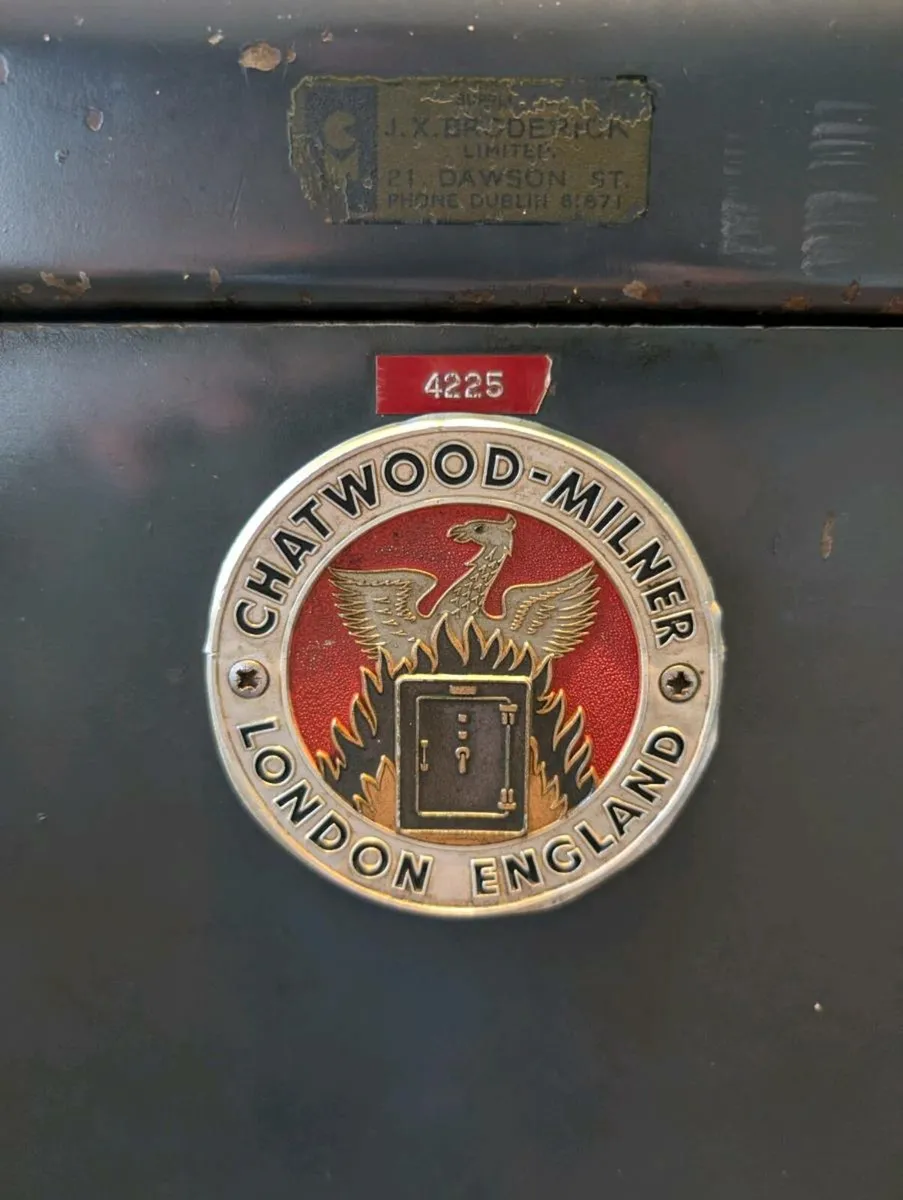 J.X. BRODERICK
LIMITED.
21 DAWSON ST.
PHONE DUBLIN 61671
4225
CHATWOOD-MILNER
LONDON ENGLAND